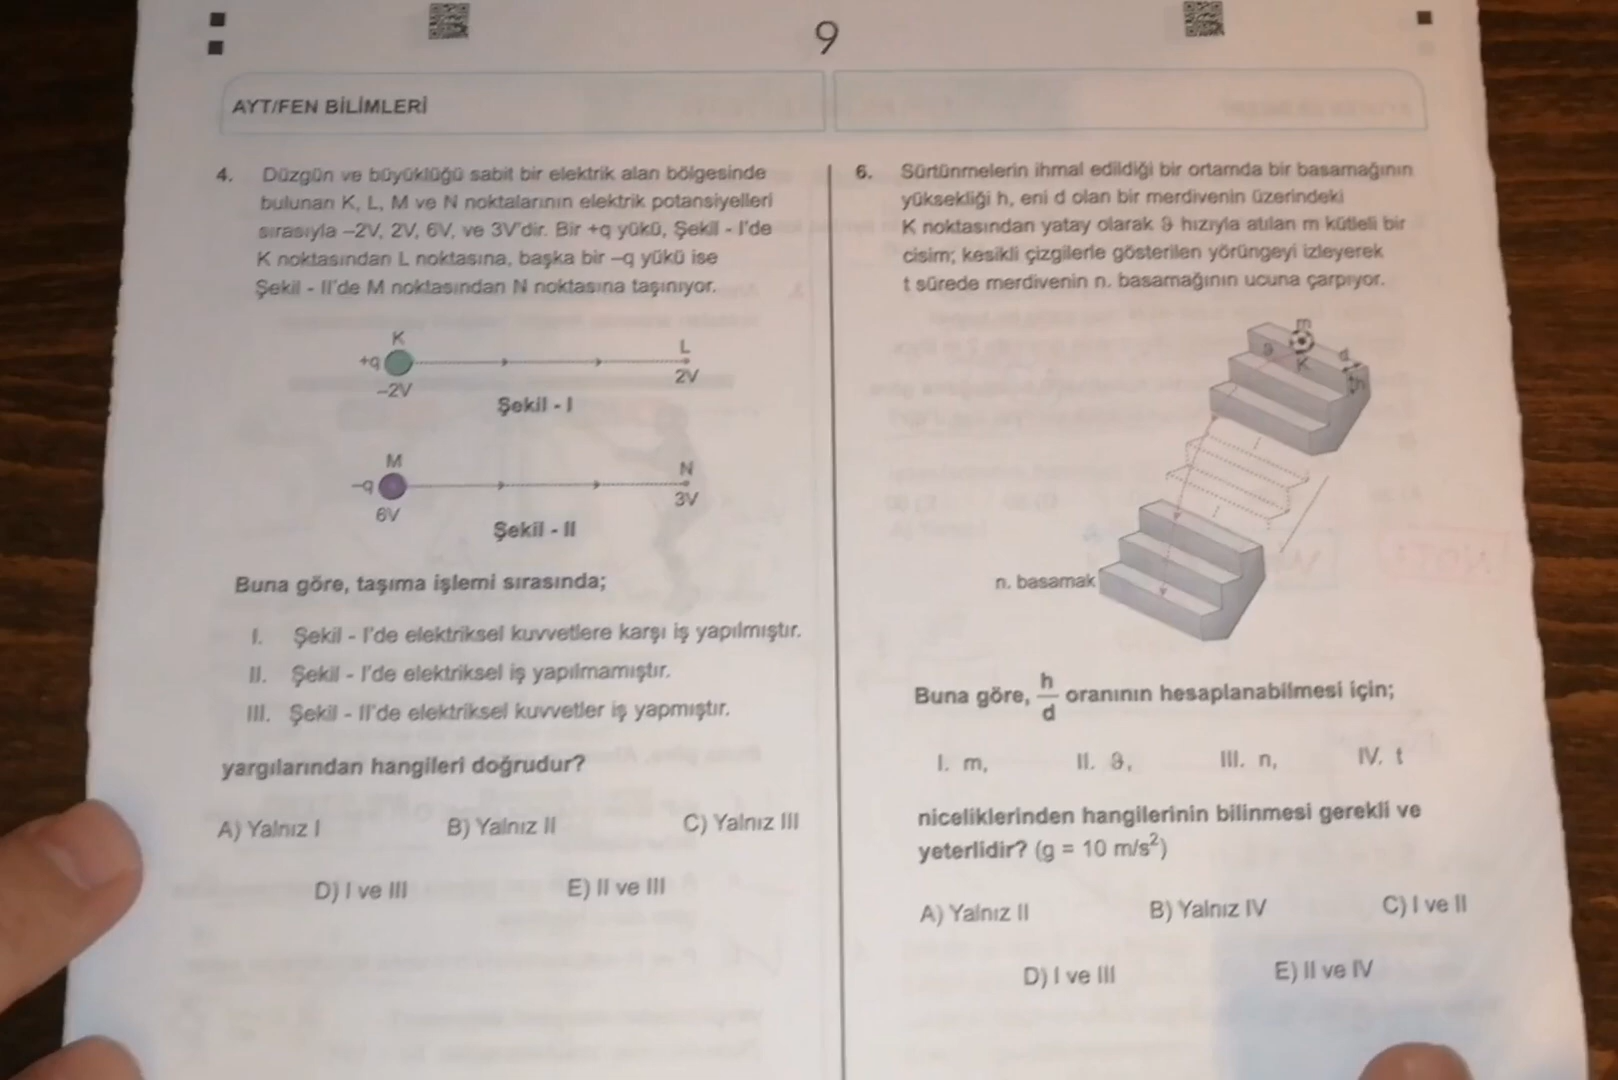 9
AYT/FEN BİLİMLERİ
4. Düzgün ve büyüklüğü sabit bir elektrik alan bölgesinde
bulunan K, L, M ve N noktalarının elektrik potansiyelleri
sırasıyla –2V, 2V, 6V, ve 3V'dir. Bir +q yükü, Şekil - I'de
K noktasından L noktasına, başka bir –q yükü ise
Şekil - II'de M noktasından N noktasına taşınıyor.
K
L
+q
–2V
2V
Şekil - I
M
N
–q
6V
3V
Şekil - II
Buna göre, taşıma işlemi sırasında;
I. Şekil - I'de elektriksel kuvvetlere karşı iş yapılmıştır.
II. Şekil - I'de elektriksel iş yapılmamıştır.
III. Şekil - II'de elektriksel kuvvetler iş yapmıştır.
yargılarından hangileri doğrudur?
A) Yalnız I B) Yalnız II C) Yalnız III
D) I ve III E) II ve III
6. Sürtünmelerin ihmal edildiği bir ortamda bir basamağının
yüksekliği h, eni d olan bir merdivenin üzerindeki
K noktasından yatay olarak ϑ hızıyla atılan m kütleli bir
cisim; kesikli çizgilerle gösterilen yörüngeyi izleyerek
t sürede merdivenin n. basamağının ucuna çarpıyor.
m
ϑ
K
d
h
n. basamak
Buna göre, h/d oranının hesaplanabilmesi için;
I. m, II. ϑ, III. n, IV. t
niceliklerinden hangilerinin bilinmesi gerekli ve
yeterlidir? (g = 10 m/s²)
A) Yalnız II B) Yalnız IV C) I ve II
D) I ve III E) II ve IV